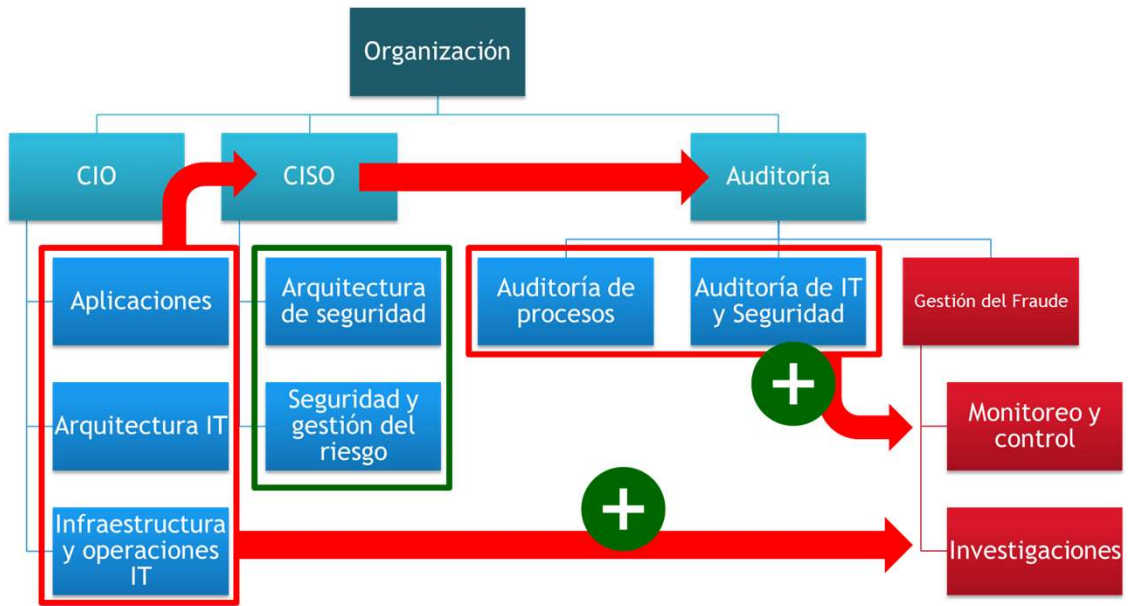 Organización
CIO
CISO
Auditoría
Aplicaciones
Arquitectura
de seguridad
Auditoría de
procesos
Auditoría de IT
y Seguridad
Gestión del Fraude
Arquitectura IT
Seguridad y
gestión del
riesgo
Monitoreo y
control
Infraestructura
y operaciones
IT
Investigaciones